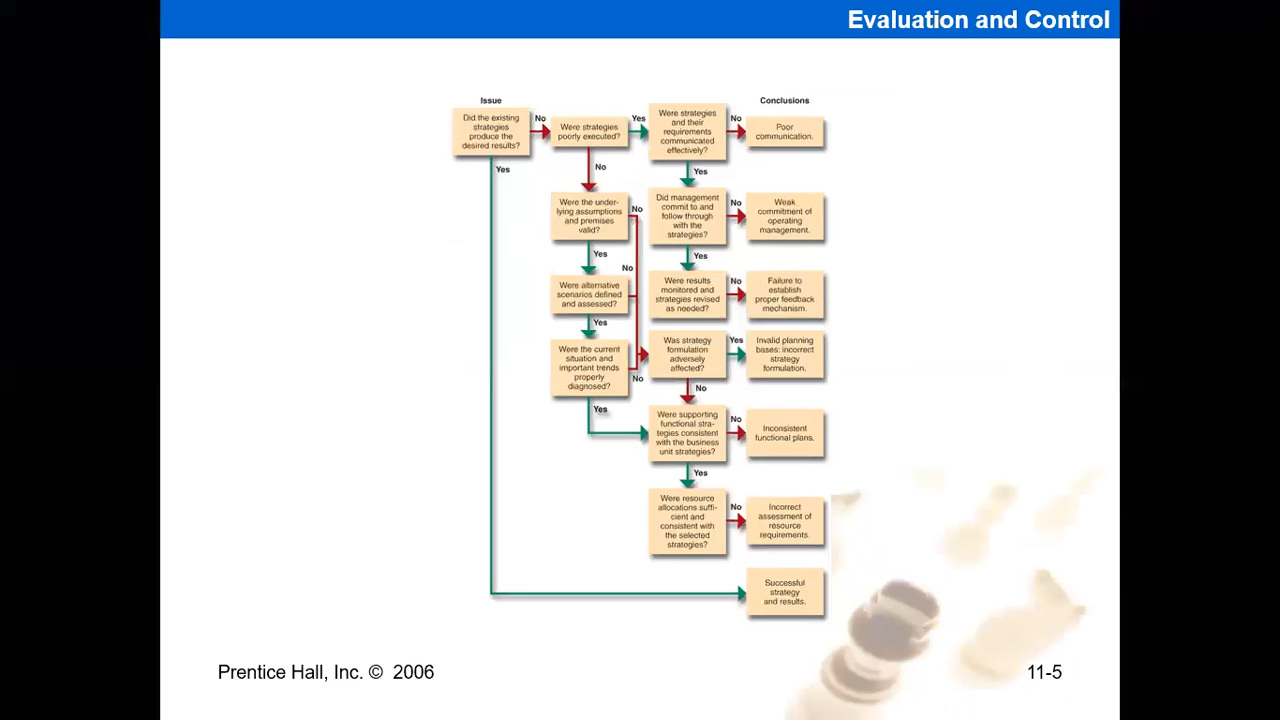 Evaluation and Control
Issue
Conclusions
Did the existing
strategies
produce the
desired results?
No
Were strategies
poorly executed?
Yes
Were strategies
and their
requirements
communicated
effectively?
No
Poor
communication.
Yes
No
Yes
Were the under-
lying assumptions
and premises
valid?
No
Did management
commit to and
follow through
with the
strategies?
No
Weak
commitment of
operating
management.
Yes
No
Yes
Were alternative
scenarios defined
and assessed?
Were results
monitored and
strategies revised
as needed?
No
Failure to
establish
proper feedback
mechanism.
Yes
Were the current
situation and
important trends
properly
diagnosed?
No
Was strategy
formulation
adversely
affected?
Yes
Invalid planning
bases: incorrect
strategy
formulation.
No
Yes
Were supporting
functional stra-
tegies consistent
with the business
unit strategies?
No
Inconsistent
functional plans.
Yes
Were resource
allocations suffi-
cient and
consistent with
the selected
strategies?
No
Incorrect
assessment of
resource
requirements.
Successful
strategy
and results.
Prentice Hall, Inc. © 2006
11-5